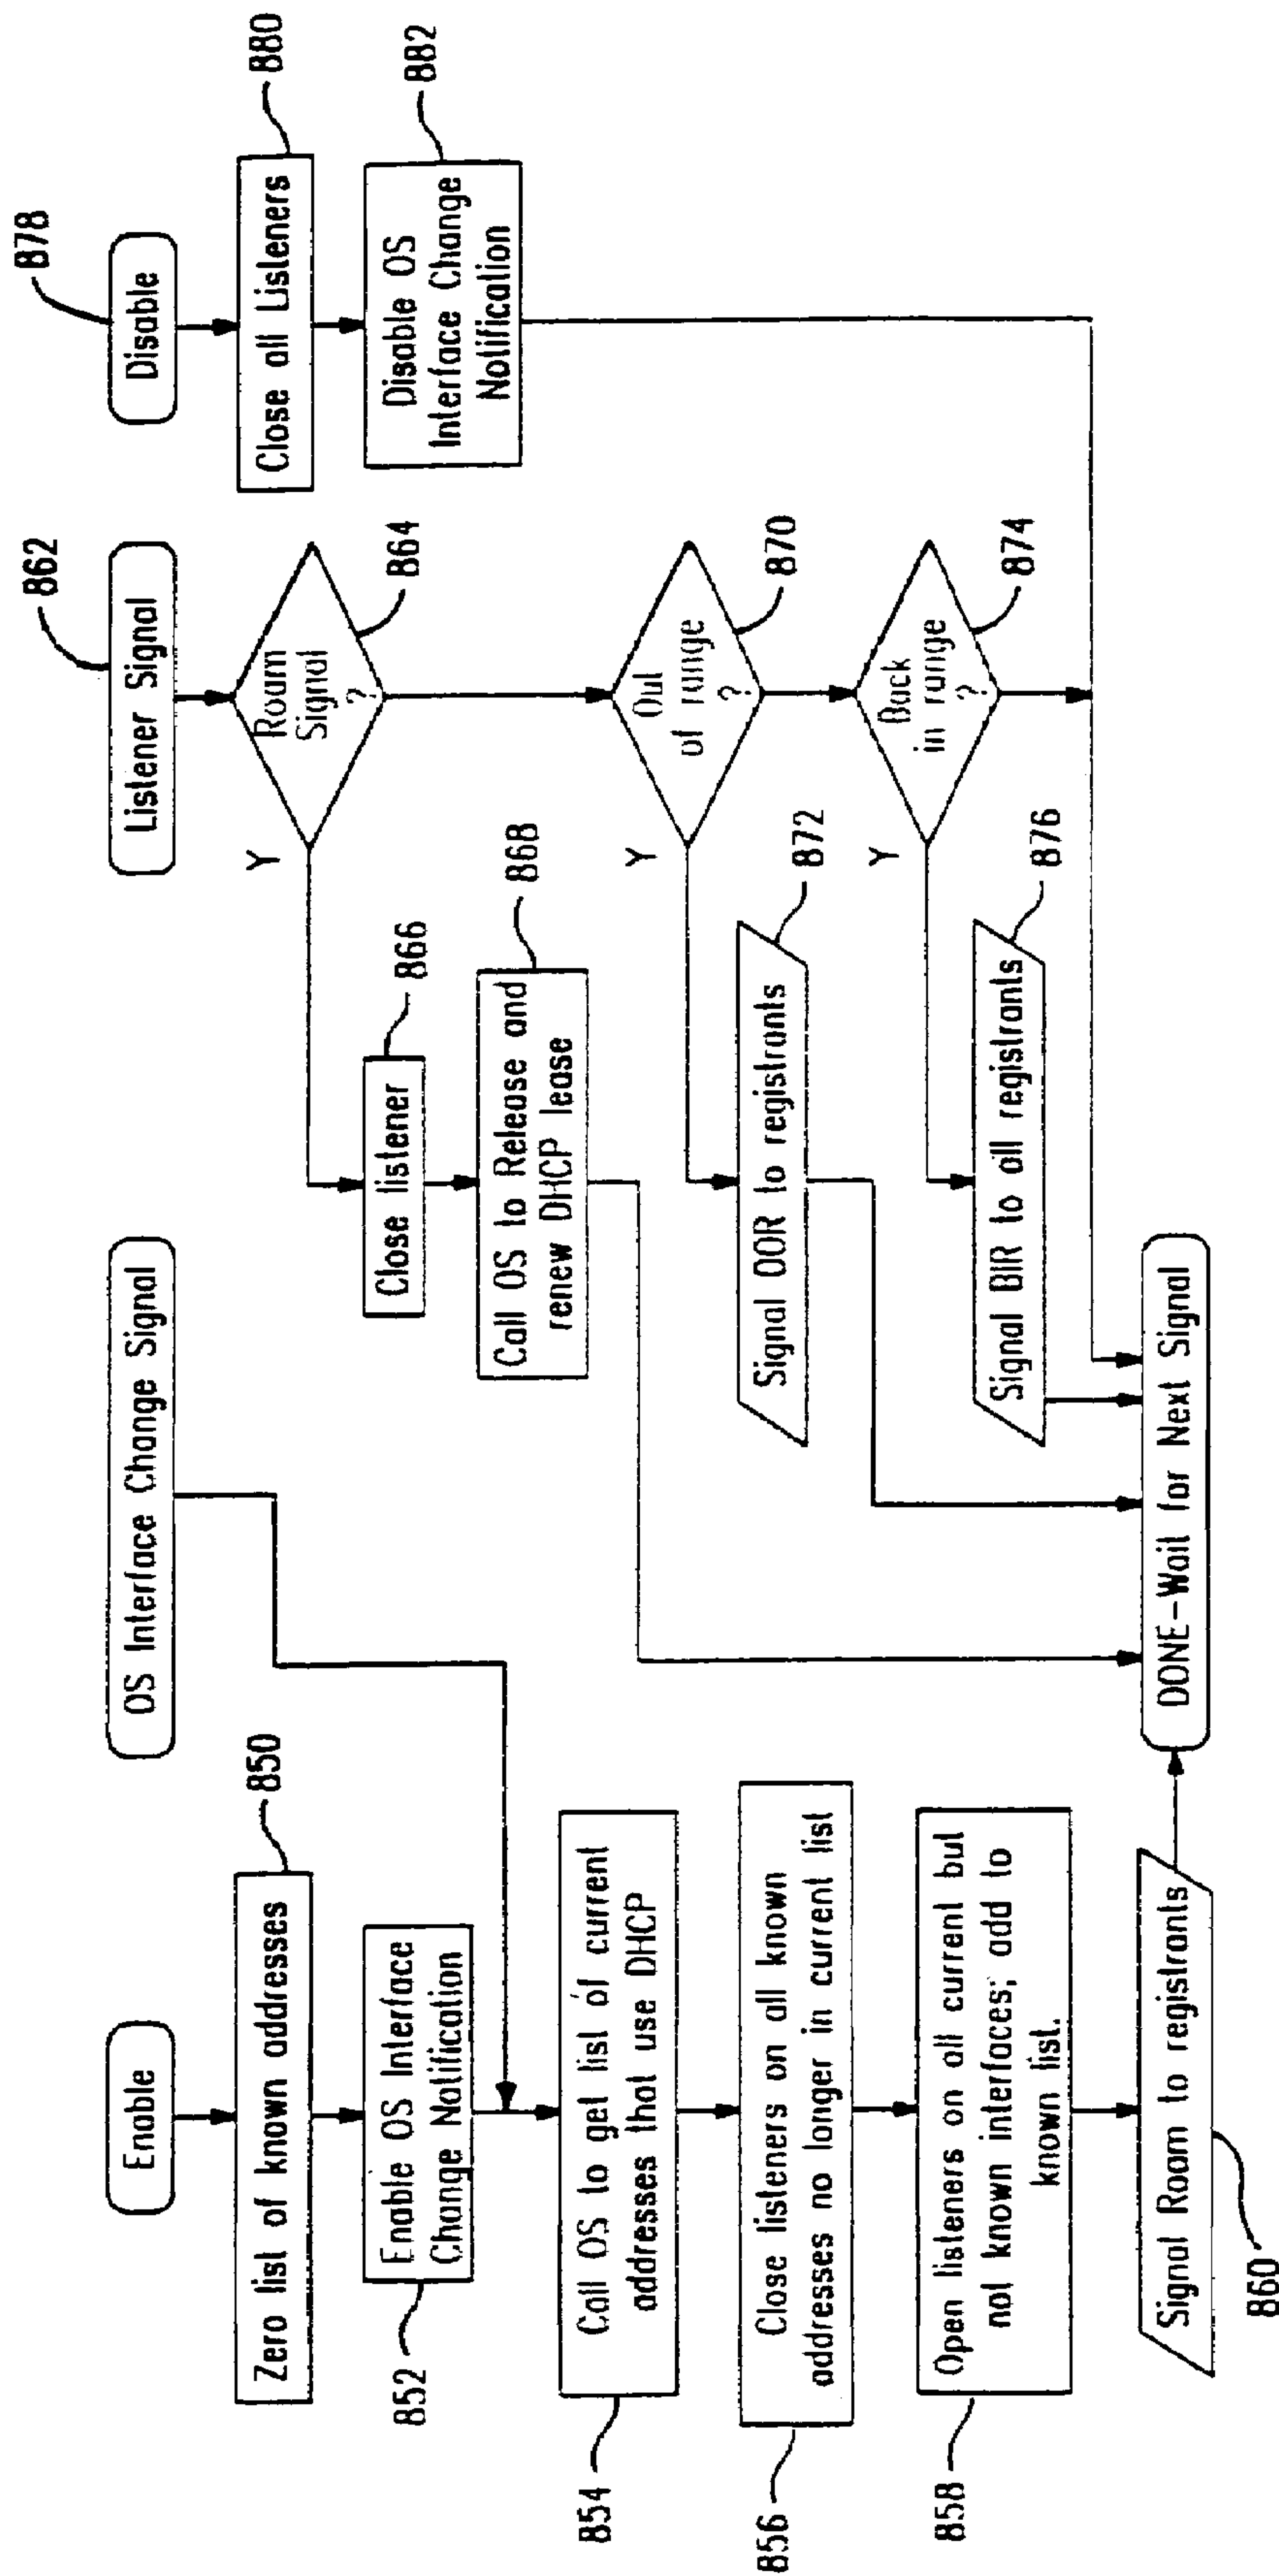 Enable
850
Zero list of known addresses
Enable OS Interface
Change Notification
852
Call OS to get list of current
addresses that use DHCP
854
Close listeners on all known
addresses no longer in current list
856
Open listeners on all current but
not known interfaces; add to
known list.
858
Signal Roam to registrants
860
OS Interface Change Signal
Listener Signal
862
Roam
Signal
?
864
Y
Close listener
866
Call OS to Release and
renew DHCP lease
868
Out
of range
?
870
Y
Signal OOR to registrants
872
Back
in range
?
874
Y
Signal BIR to all registrants
876
Disable
878
Close all Listeners
880
Disable OS
Interface Change
Notification
882
DONE-Wait for Next Signal